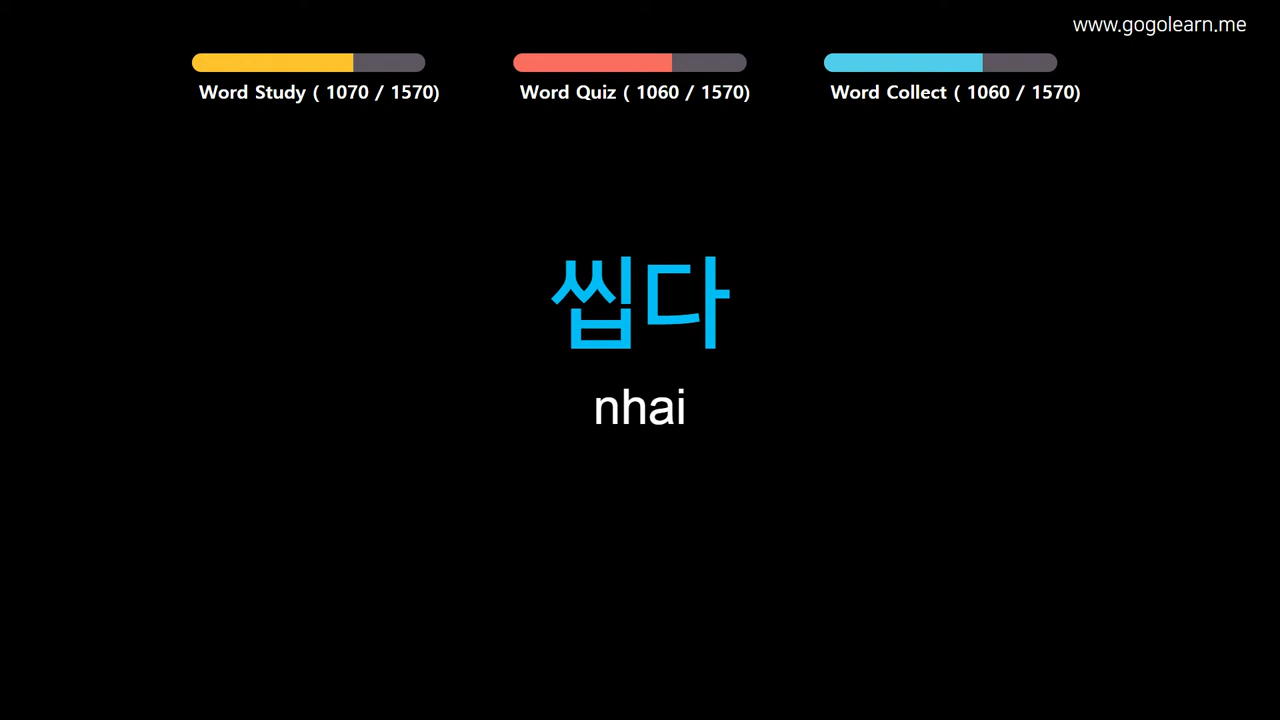 www.gogolearn.me
Word Study ( 1070 / 1570)
Word Quiz ( 1060 / 1570)
Word Collect ( 1060 / 1570)
씹다
nhai